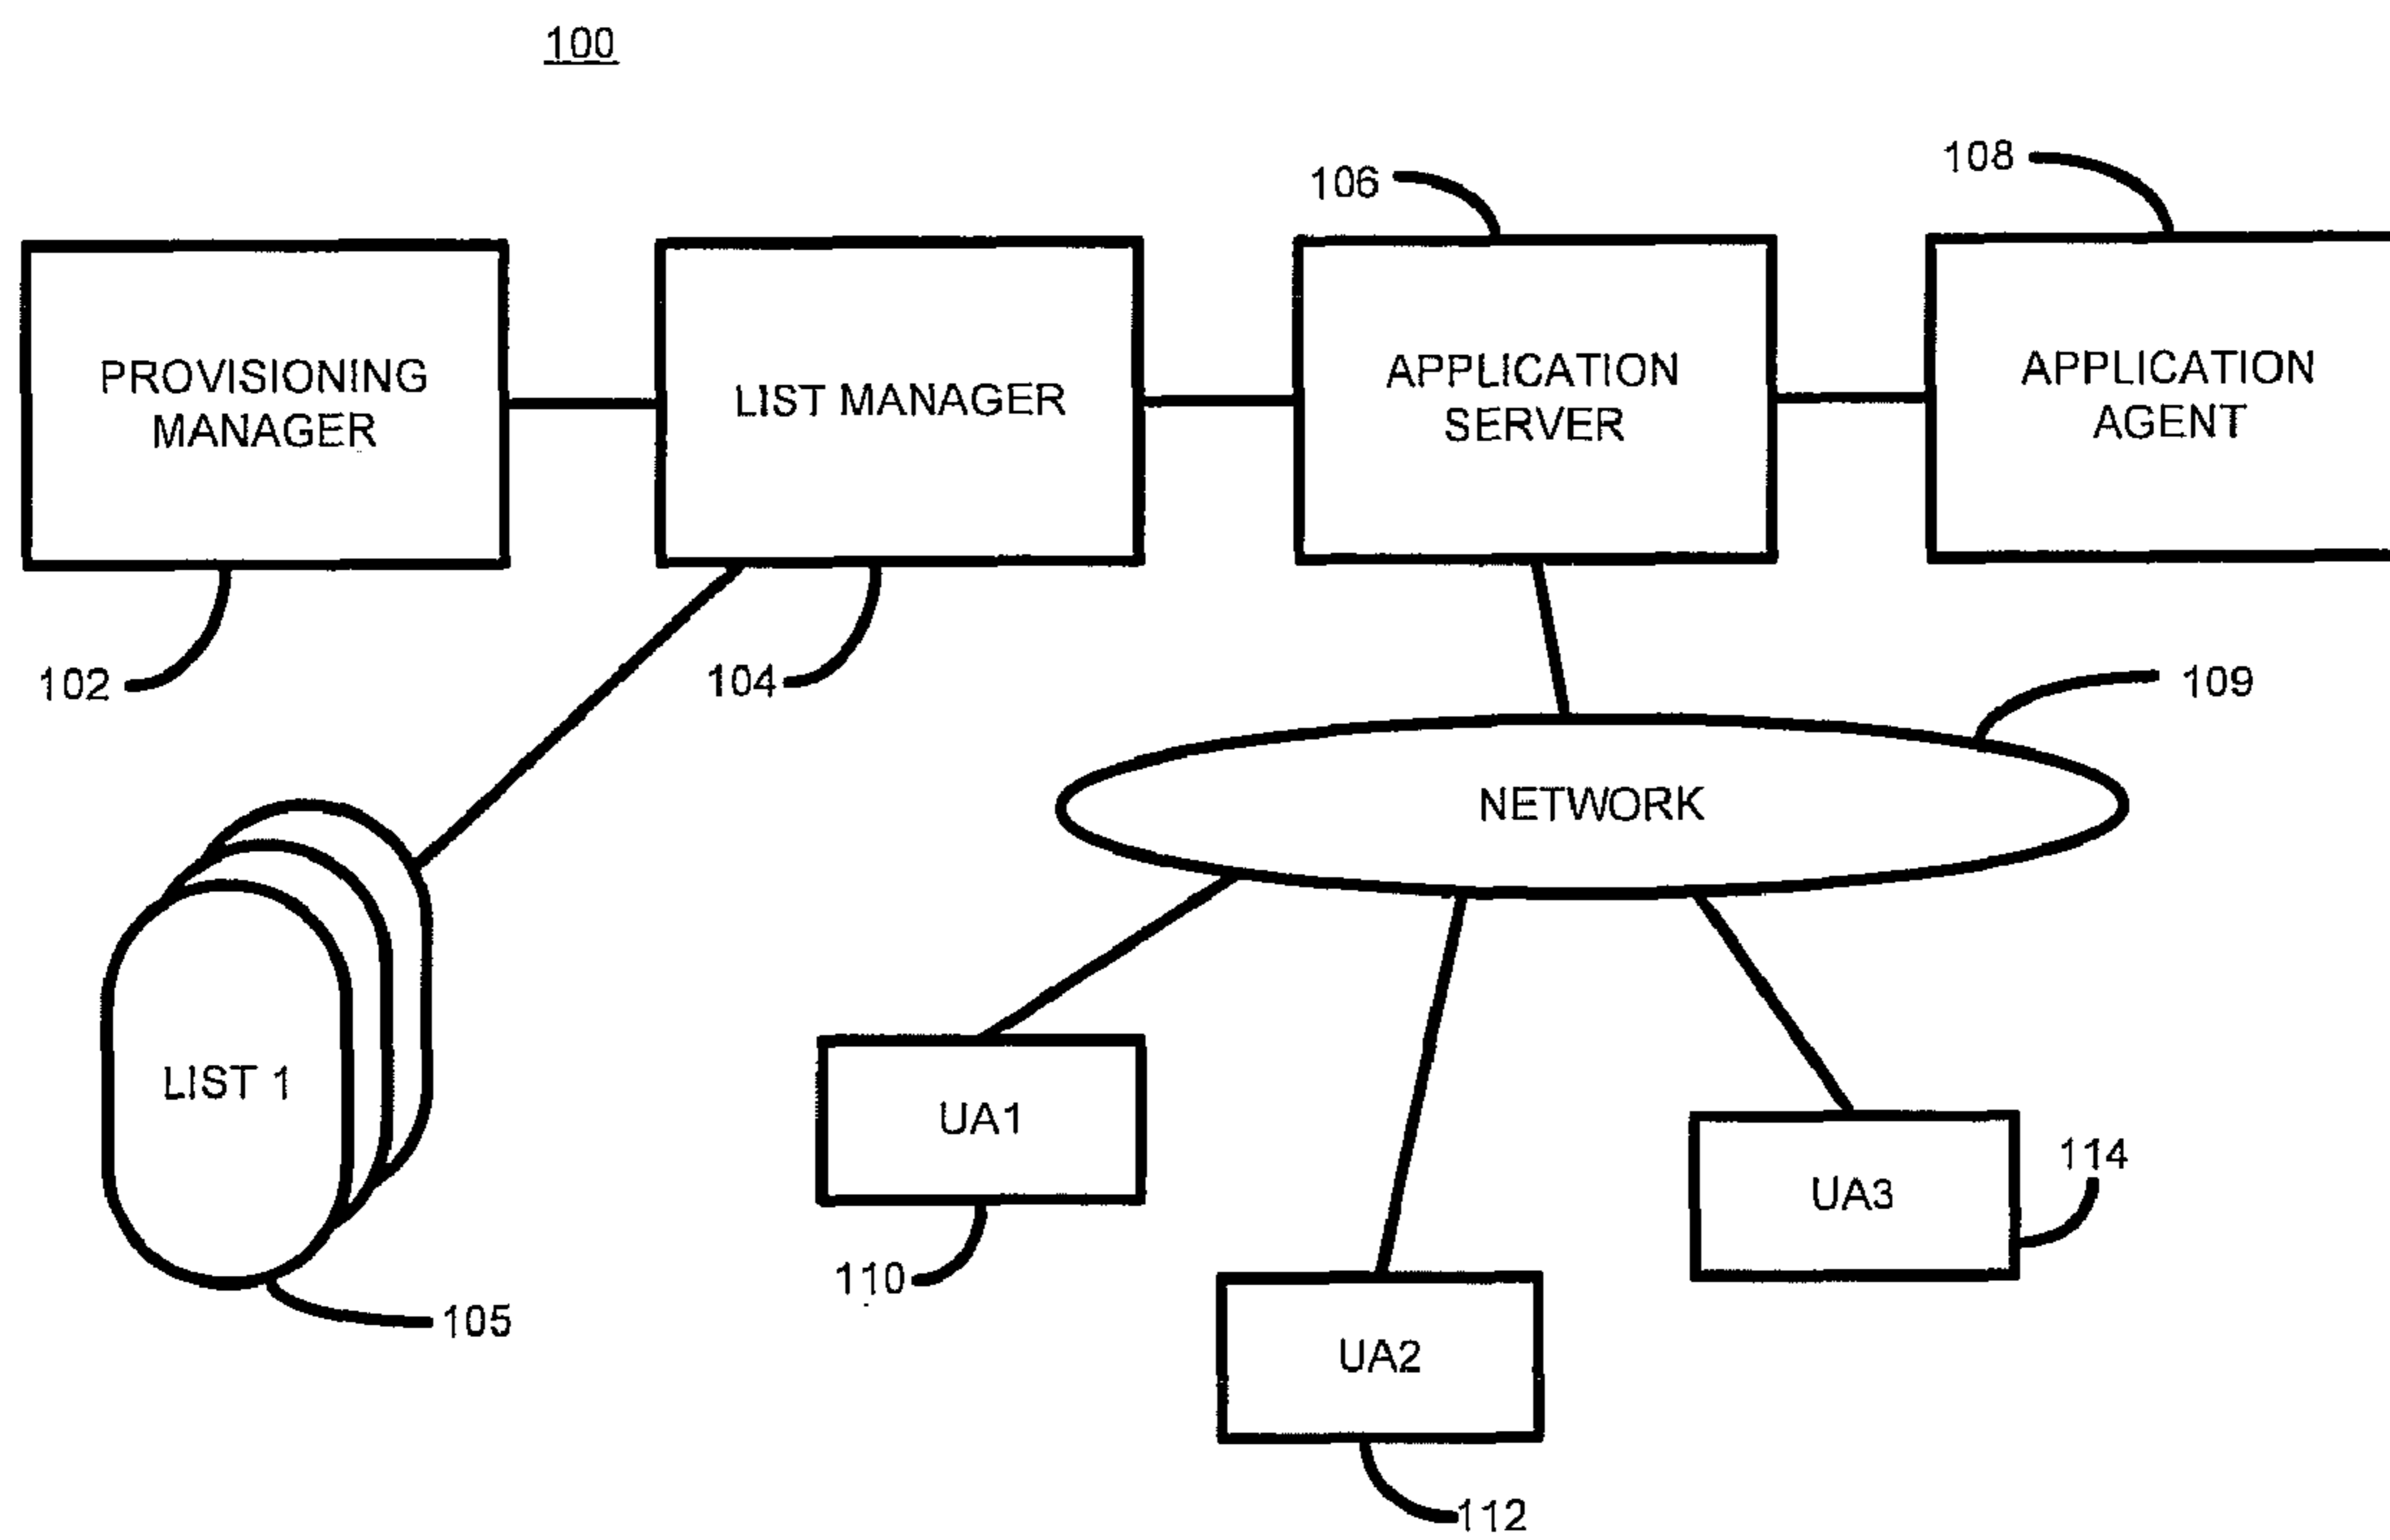 100
106
108
PROVISIONING
MANAGER
LIST MANAGER
APPLICATION
SERVER
APPLICATION
AGENT
102
104
109
NETWORK
LIST 1
UA1
UA3
114
110
105
UA2
112